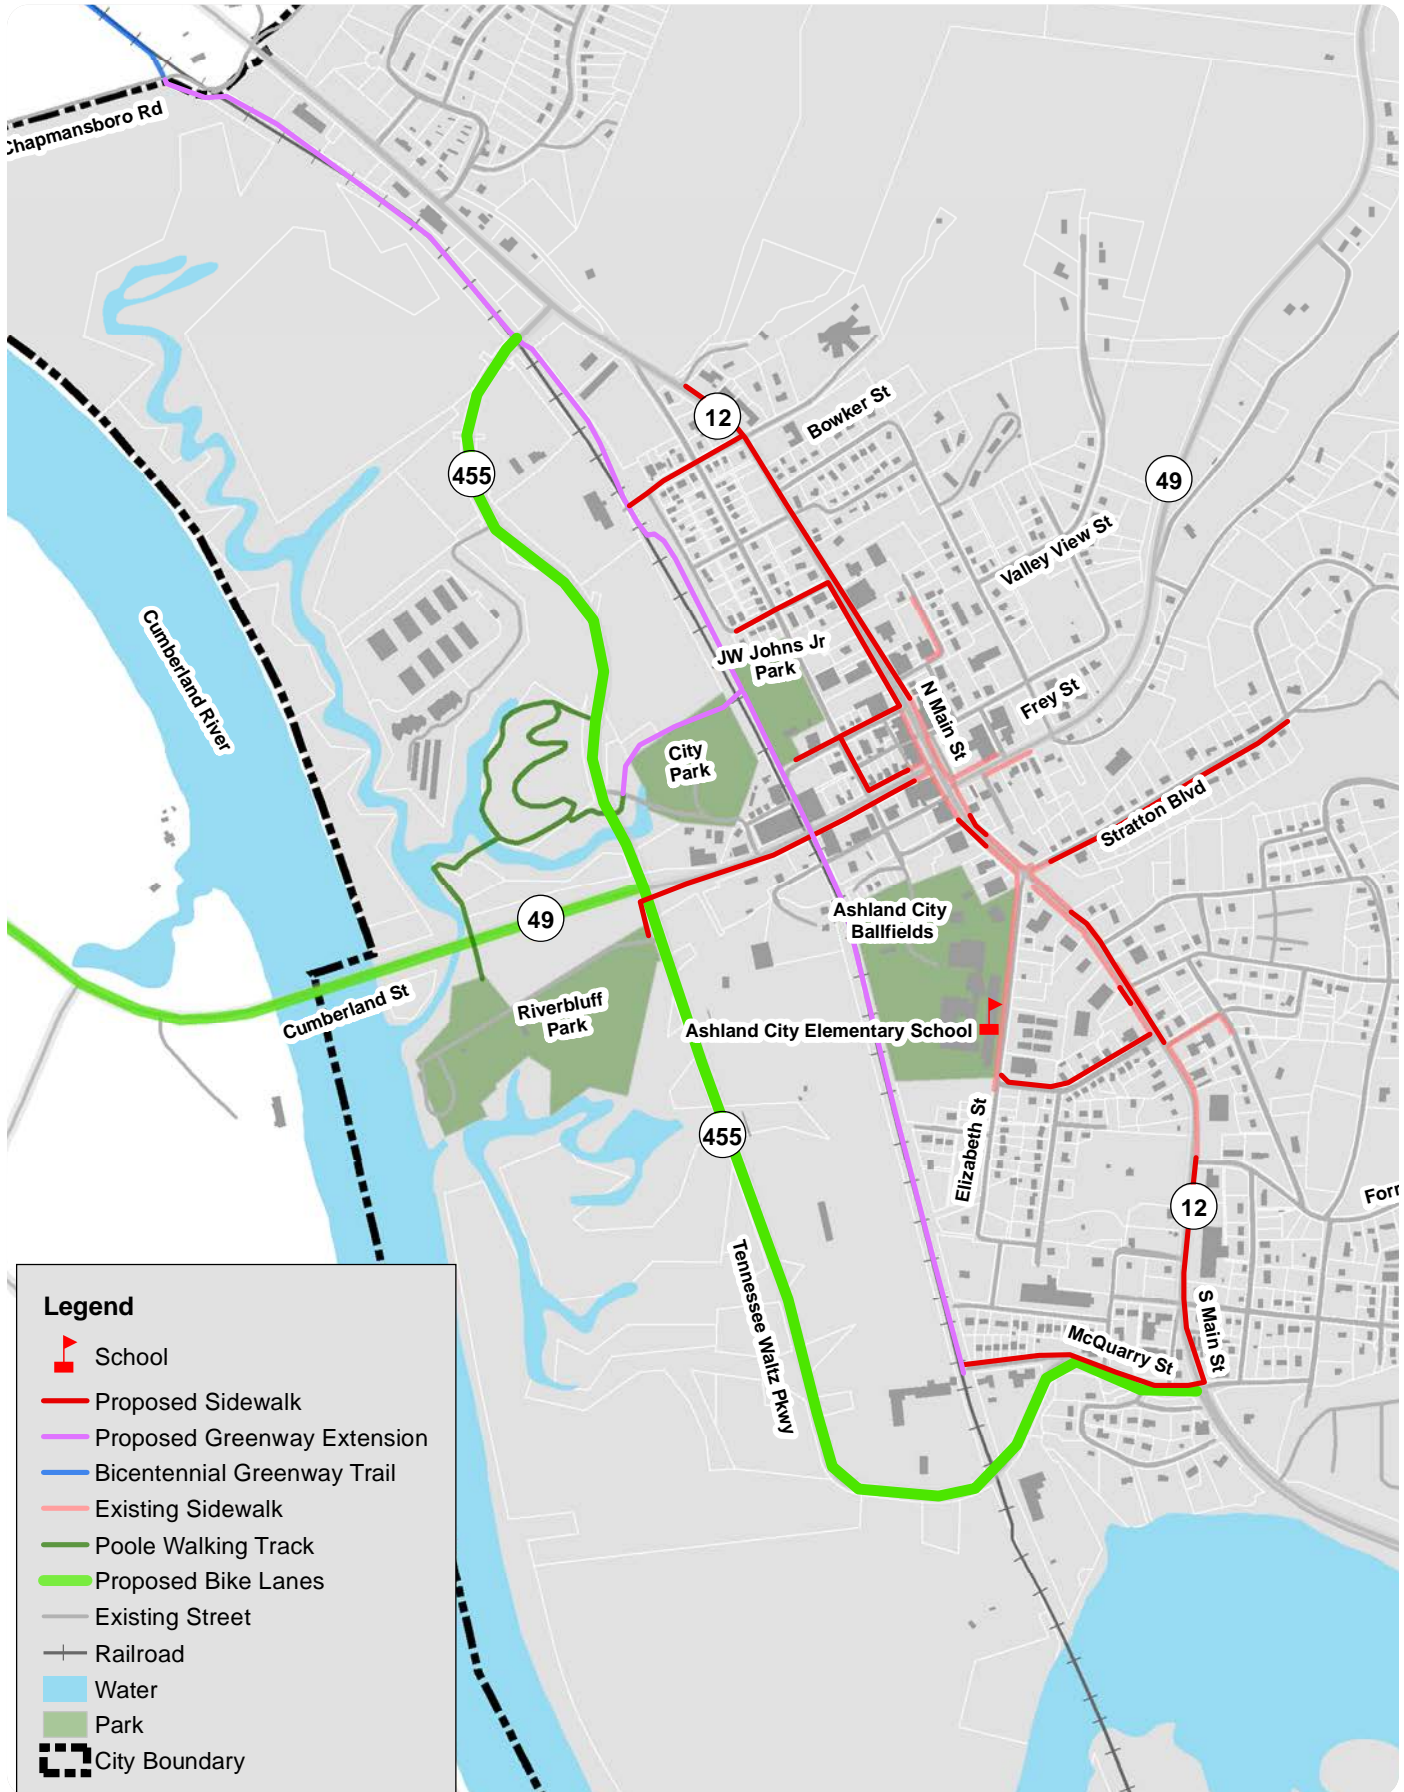 Chapmansboro Rd
12
Bowker St
455
49
Valley View St
Cumberland River
JW Johns Jr
Park
N Main St
Frey St
City
Park
Stratton Blvd
Ashland City
Ballfields
49
Cumberland St
Riverbluff
Park
Ashland City Elementary School
455
Elizabeth St
12
Forr
Tennessee Waltz Pkwy
S Main St
McQuarry St
Legend
School
Proposed Sidewalk
Proposed Greenway Extension
Bicentennial Greenway Trail
Existing Sidewalk
Poole Walking Track
Proposed Bike Lanes
Existing Street
Railroad
Water
Park
City Boundary